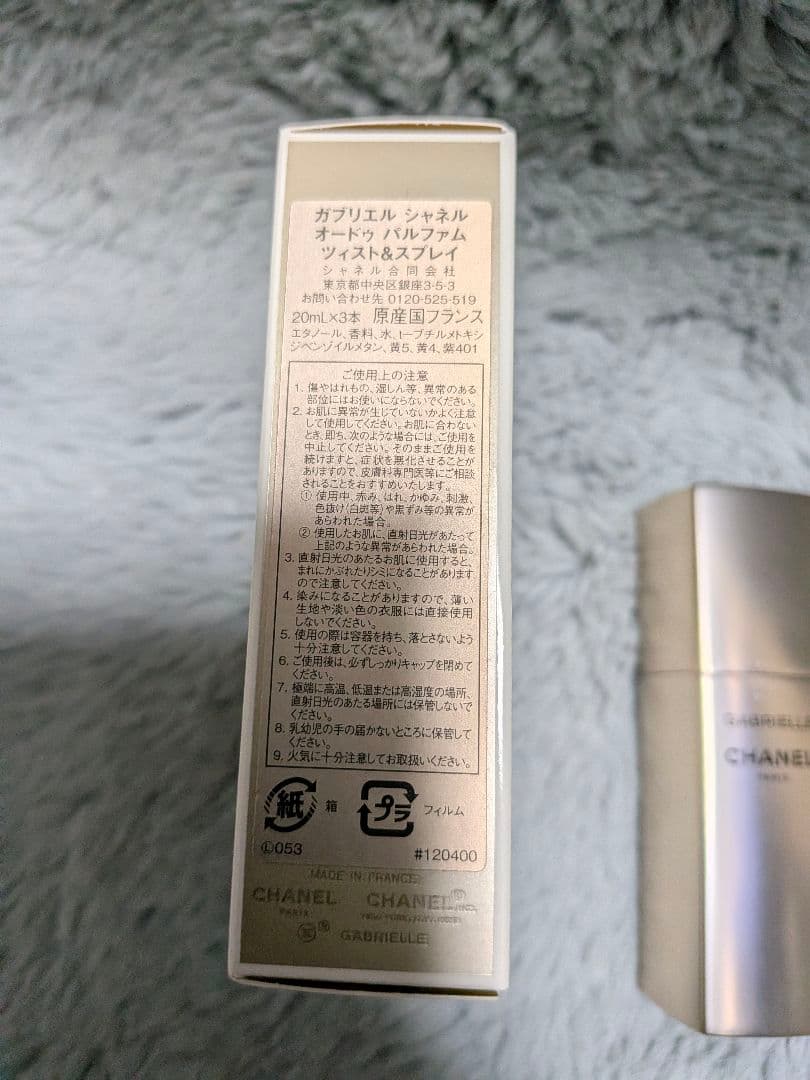 ガブリエル シャネル
オードゥ パルファム
ツィスト&スプレイ
シャネル合同会社
東京都中央区銀座3-5-3
お問い合わせ先 0120-525-519
20mL×3本 原産国フランス
エタノール、香料、水、t-ブチルメトキシ
ジベンゾイルメタン、黄5、黄4、紫401
ご使用上の注意
1. 傷やはれもの、湿しん等、異常のある
部位にはお使いにならないでください。
2. お肌に異常が生じていないかよく注意
して使用してください。お肌に合わない
とき、即ち、次のような場合には、ご使用を
中止してください。そのままご使用を
続けますと、症状を悪化させることが
ありますので、皮膚科専門医等にご相談
されることをおすすめいたします。
① 使用中、赤み、はれ、かゆみ、刺激、
色抜け(白斑等)や黒ずみ等の異常が
あらわれた場合。
② 使用したお肌に、直射日光があたって
上記のような異常があらわれた場合。
3. 直射日光のあたるお肌に使用すると、
まれにかぶれたりシミになることがあります
ので注意してください。
4. 染みになることがありますので、薄い
生地や淡い色の衣服には直接使用
しないでください。
5. 使用の際は容器を持ち、落とさないよう
十分注意してください。
6. ご使用後は、必ずしっかりキャップを閉めて
ください。
7. 極端に高温、低温または高湿度の場所、
直射日光のあたる場所には保管しないで
ください。
8. 乳幼児の手の届かないところに保管して
ください。
9. 火気に十分注意してお取扱いください。
紙 箱 プラ フィルム
Ⓛ053 #120400
MADE IN FRANCE
CHANEL CHANEL®, INC.
PARIS NEW YORK, N.Y.
GABRIELLE
GABRIELLE
CHANEL
PARIS